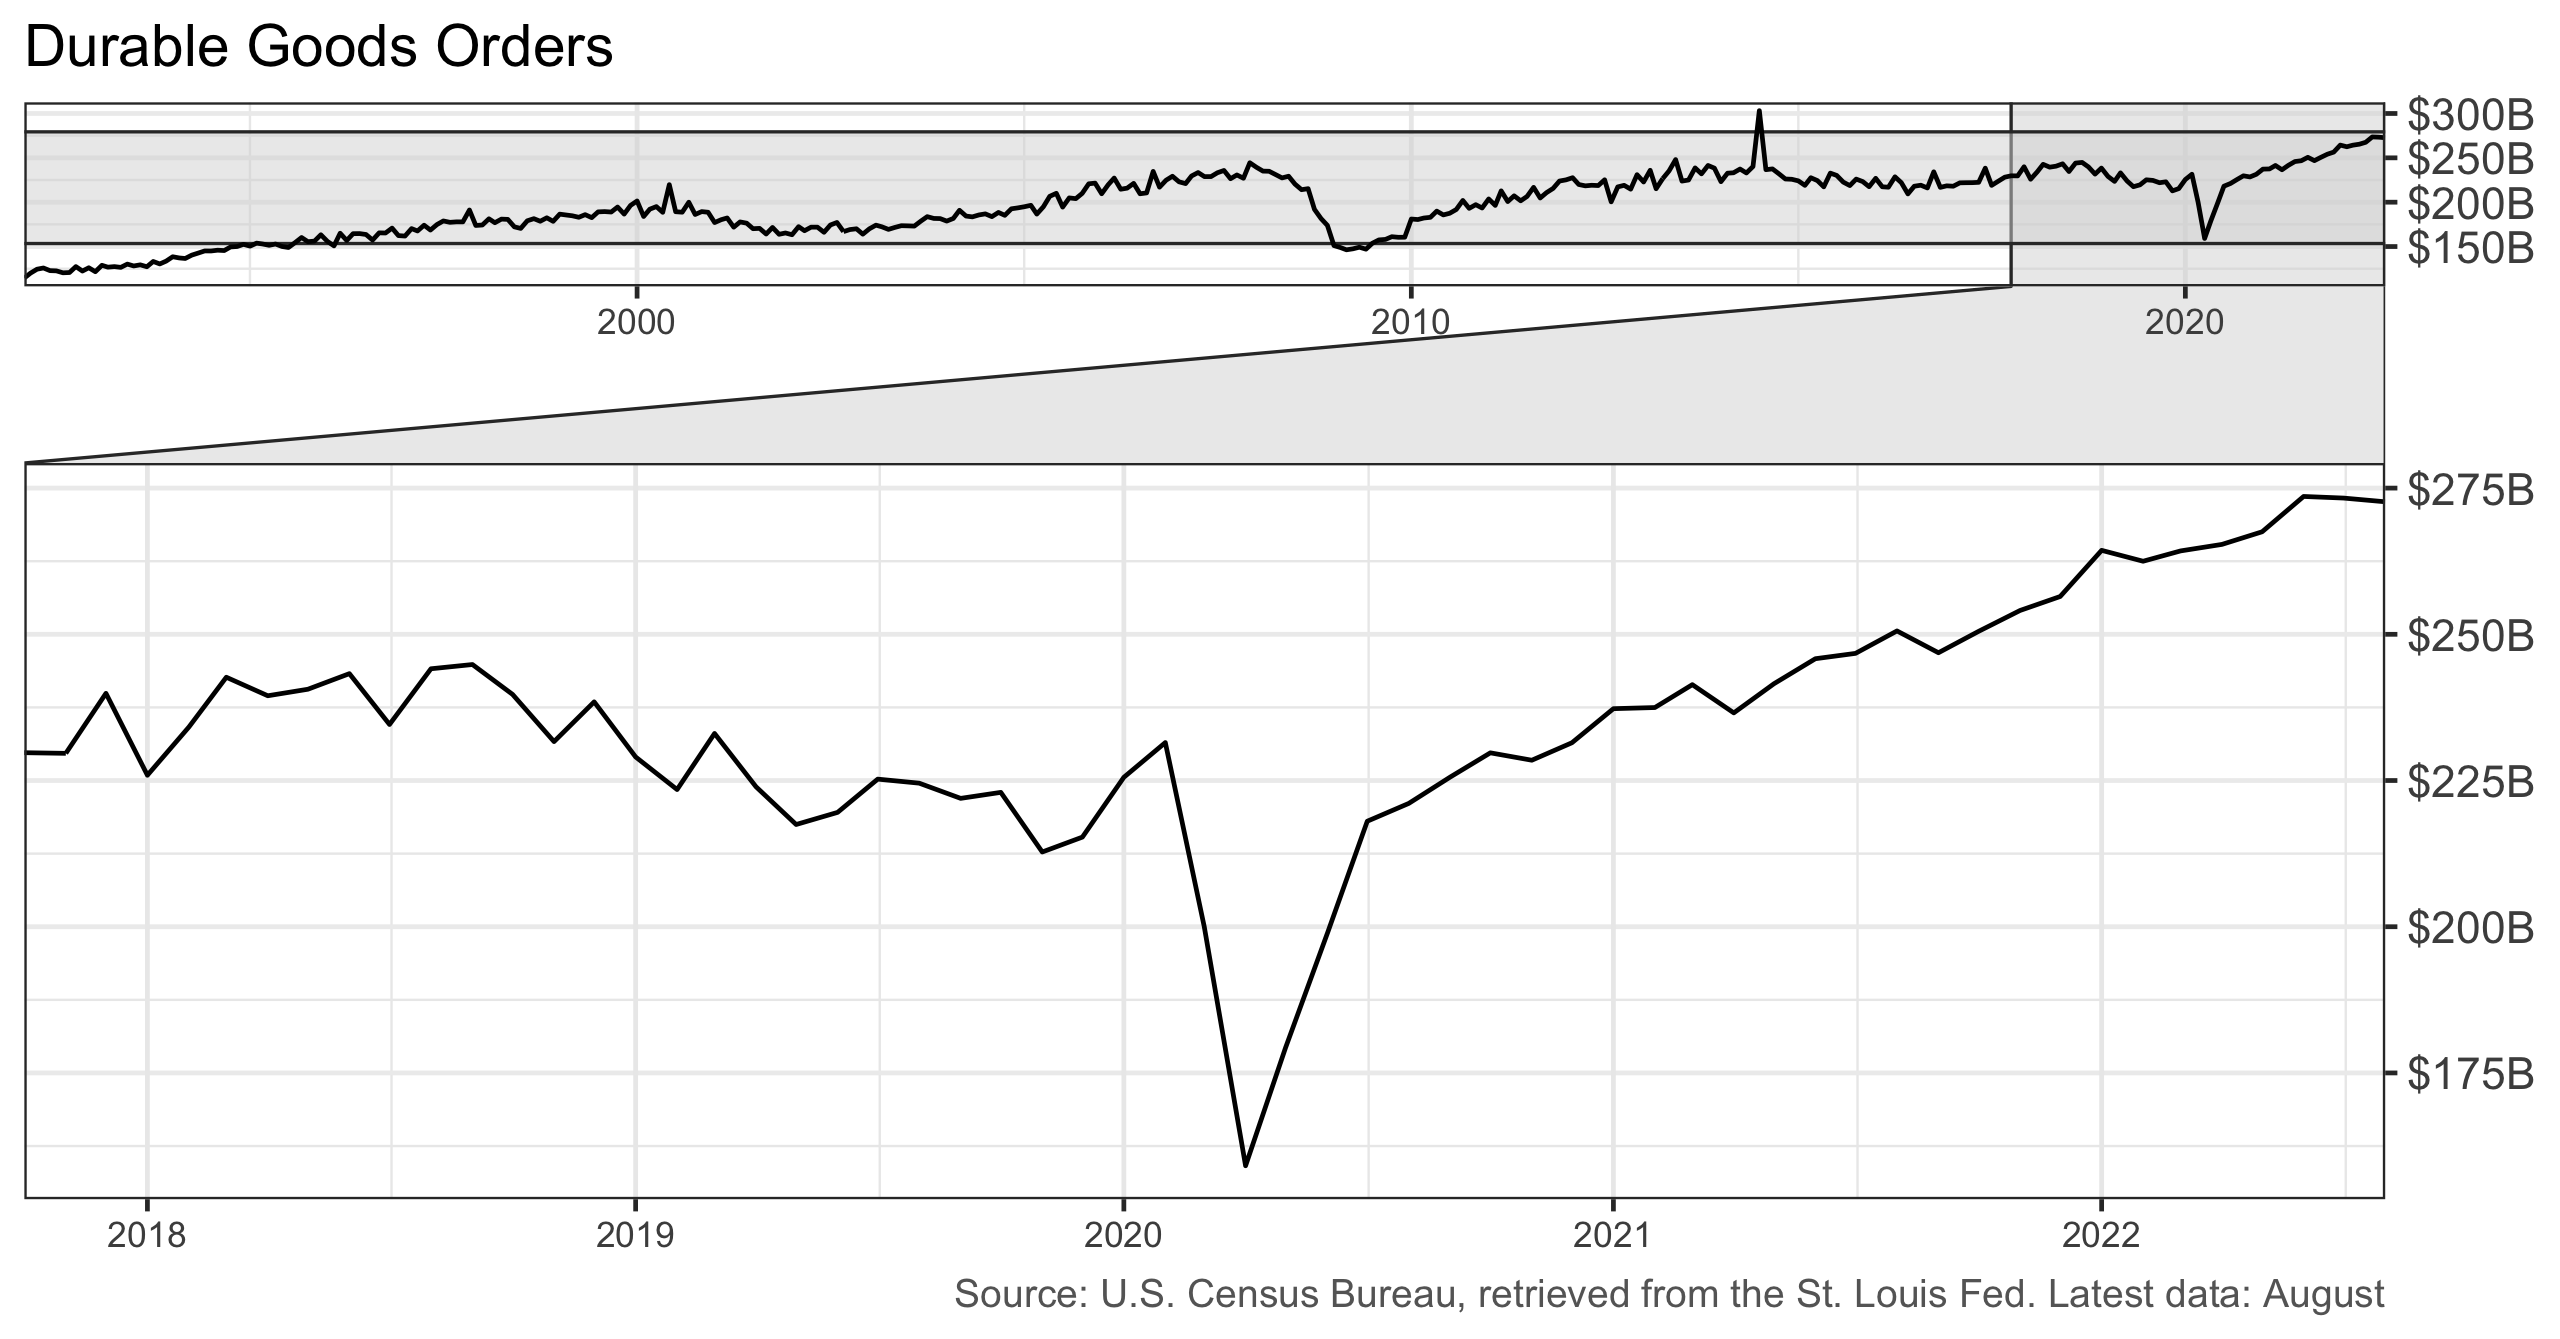 Durable Goods Orders
$300B
$250B
$200B
$150B
2000 2010 2020
$275B
$250B
$225B
$200B
$175B
2018 2019 2020 2021 2022
Source: U.S. Census Bureau, retrieved from the St. Louis Fed. Latest data: August